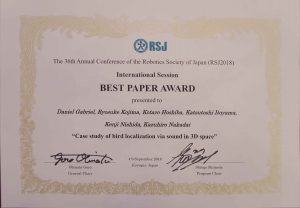 RSJ
The 36th Annual Conference of the Robotics Society of Japan (RSJ2018)
International Session
BEST PAPER AWARD
presented to
Daniel Gabriel, Ryosuke Kojima, Kotaro Hoshiba, Katsutoshi Itoyama,
Kenji Nishida, Kazuhiro Nakadai
"Case study of bird localization via sound in 3D space"
September 2018
General Chair
Japan
Program Chair